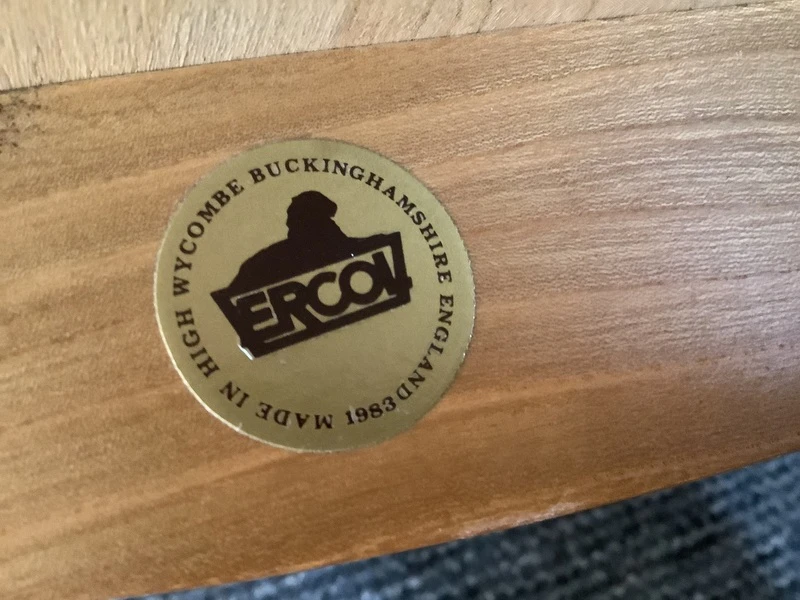 MADE IN HIGH WYCOMBE BUCKINGHAMSHIRE ENGLAND
1983
ERCOL